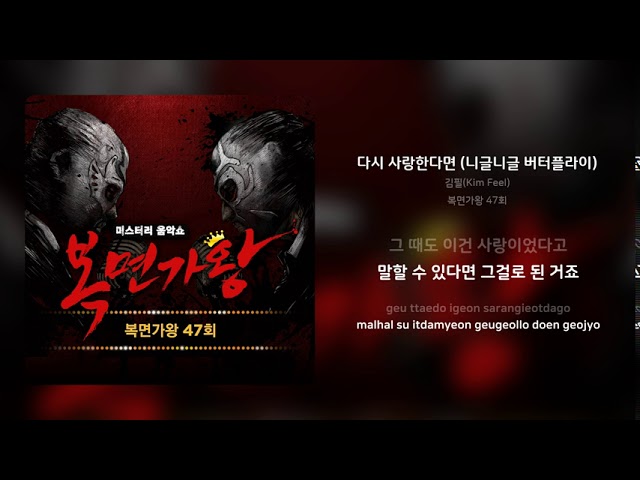 미스터리 음악쇼
복면가왕
복면가왕 47회
다시 사랑한다면 (니글니글 버터플라이)
김필(Kim Feel)
복면가왕 47회
그 때도 이건 사랑이었다고
말할 수 있다면 그걸로 된 거죠
geu ttaedo igeon sarangieotdago
malhal su itdamyeon geugeollo doen geojyo